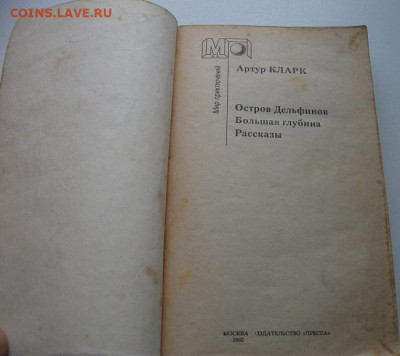 COINS.LAVE.RU
МП
Мир приключений
Артур КЛАРК
Остров Дельфинов
Большая глубина
Рассказы
МОСКВА ИЗДАТЕЛЬСТВО «ПРЕССА»